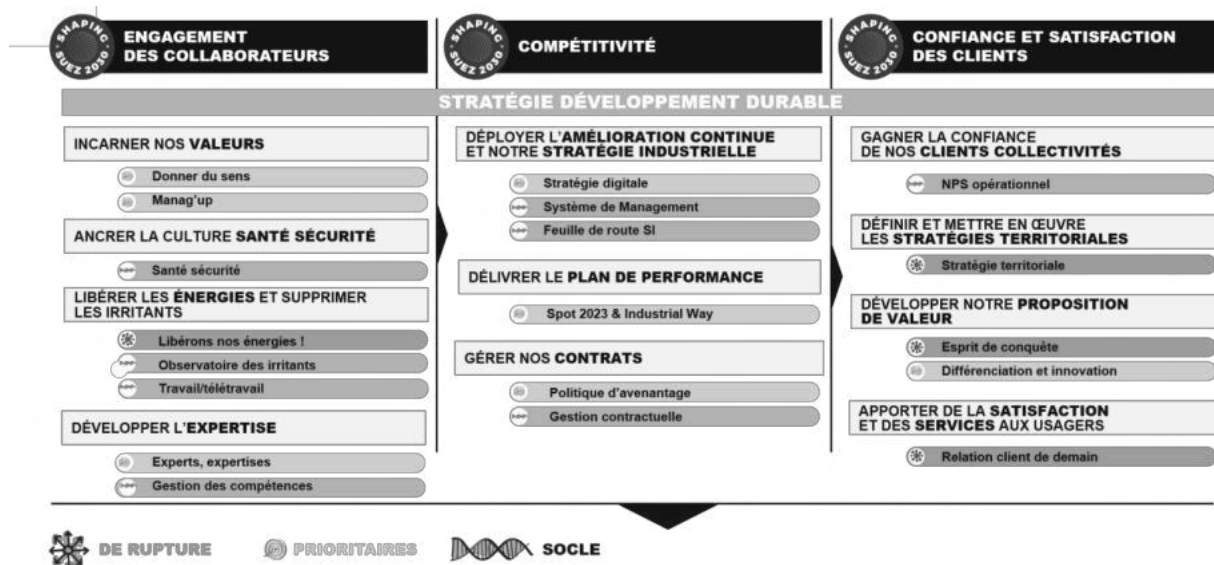 SHAPING SUEZ 2030
ENGAGEMENT
DES COLLABORATEURS
SHAPING SUEZ 2030
COMPÉTITIVITÉ
SHAPING SUEZ 2030
CONFIANCE ET SATISFACTION
DES CLIENTS
STRATÉGIE DÉVELOPPEMENT DURABLE
INCARNER NOS VALEURS
Donner du sens
Manag'up
ANCRER LA CULTURE SANTÉ SÉCURITÉ
Santé sécurité
LIBÉRER LES ÉNERGIES ET SUPPRIMER
LES IRRITANTS
Libérons nos énergies !
Observatoire des irritants
Travail/télétravail
DÉVELOPPER L'EXPERTISE
Experts, expertises
Gestion des compétences
DÉPLOYER L'AMÉLIORATION CONTINUE
ET NOTRE STRATÉGIE INDUSTRIELLE
Stratégie digitale
Système de Management
Feuille de route SI
DÉLIVRER LE PLAN DE PERFORMANCE
Spot 2023 & Industrial Way
GÉRER NOS CONTRATS
Politique d'avenantage
Gestion contractuelle
GAGNER LA CONFIANCE
DE NOS CLIENTS COLLECTIVITÉS
NPS opérationnel
DÉFINIR ET METTRE EN ŒUVRE
LES STRATÉGIES TERRITORIALES
Stratégie territoriale
DÉVELOPPER NOTRE PROPOSITION
DE VALEUR
Esprit de conquête
Différenciation et innovation
APPORTER DE LA SATISFACTION
ET DES SERVICES AUX USAGERS
Relation client de demain
DE RUPTURE
PRIORITAIRES
SOCLE